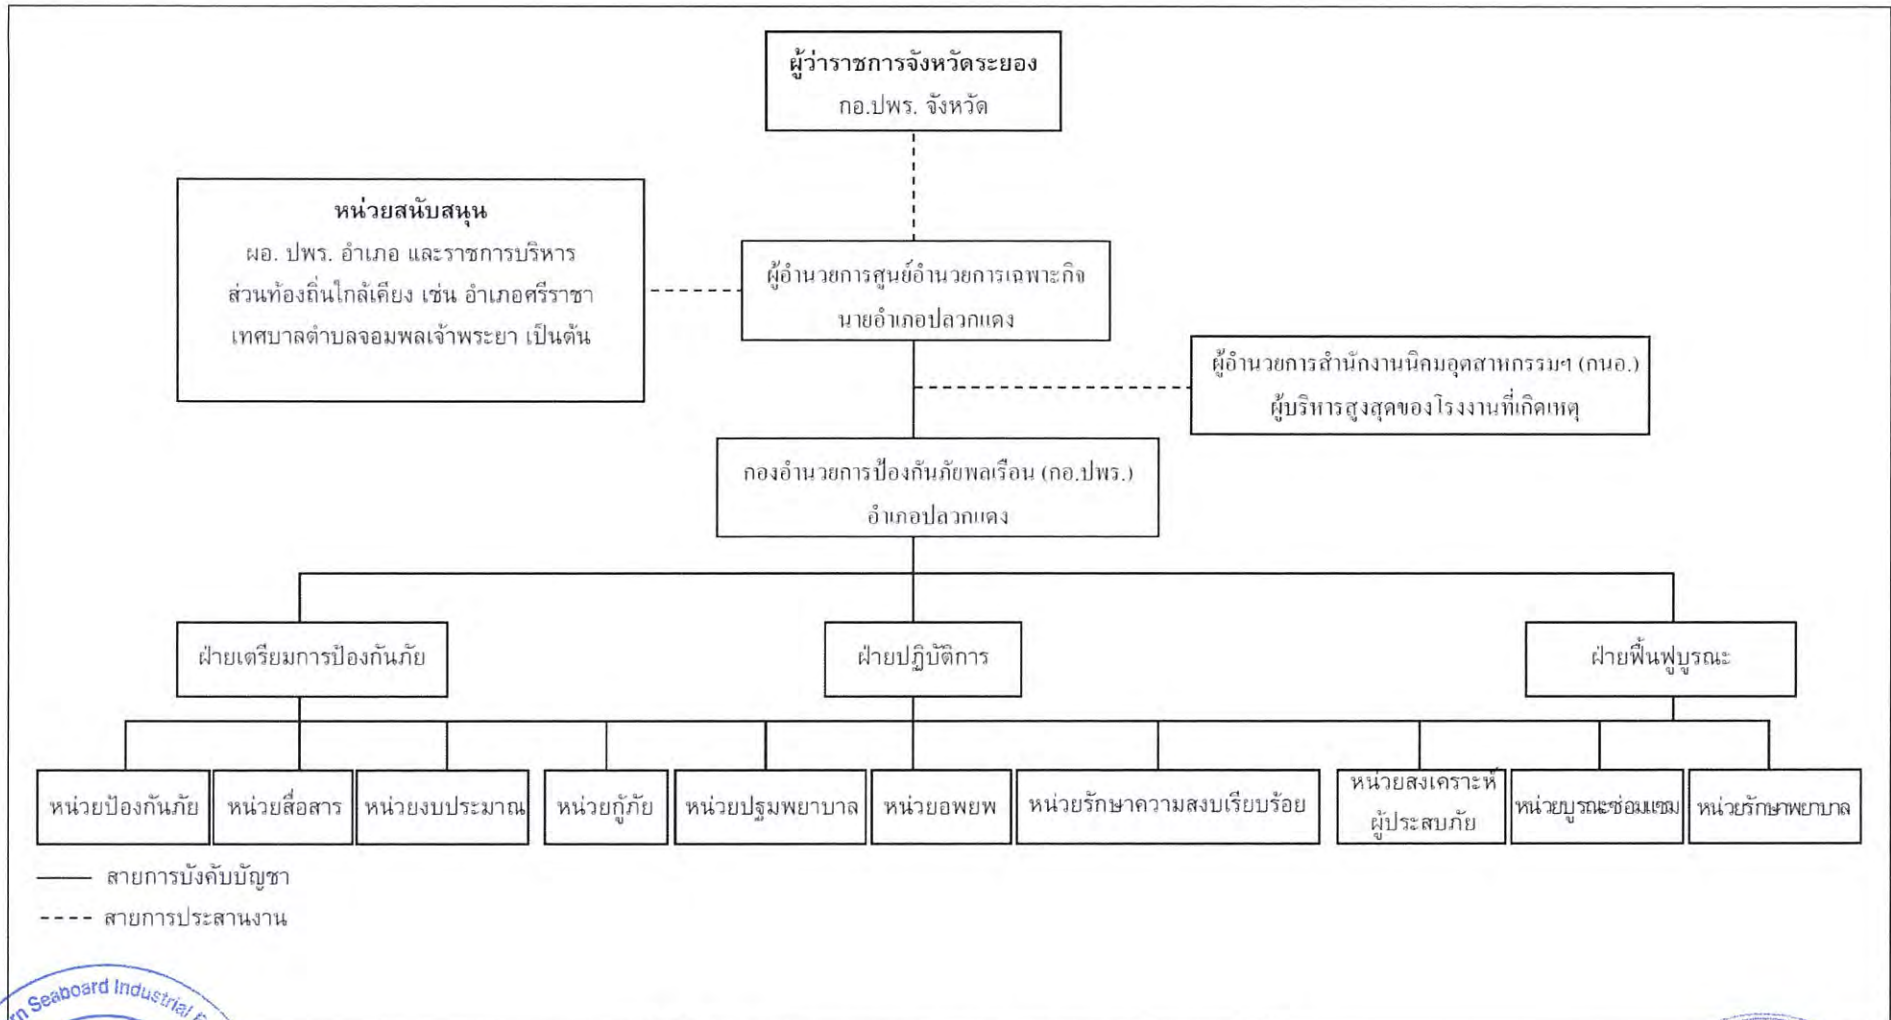 ผู้ว่าราชการจังหวัดระยอง
กอ.ปพร. จังหวัด
หน่วยสนับสนุน
ผอ. ปพร. อำเภอ และราชการบริหาร
ส่วนท้องถิ่นใกล้เคียง เช่น อำเภอศรีราชา
เทศบาลตำบลจอมพลเจ้าพระยา เป็นต้น
ผู้อำนวยการศูนย์อำนวยการเฉพาะกิจ
นายอำเภอปลวกแดง
ผู้อำนวยการสำนักงานนิคมอุตสาหกรรมฯ (กนอ.)
ผู้บริหารสูงสุดของโรงงานที่เกิดเหตุ
กองอำนวยการป้องกันภัยพลเรือน (กอ.ปพร.)
อำเภอปลวกแดง
ฝ่ายเตรียมการป้องกันภัย
ฝ่ายปฏิบัติการ
ฝ่ายฟื้นฟูบูรณะ
หน่วยป้องกันภัย
หน่วยสื่อสาร
หน่วยงบประมาณ
หน่วยกู้ภัย
หน่วยปฐมพยาบาล
หน่วยอพยพ
หน่วยรักษาความสงบเรียบร้อย
หน่วยสงเคราะห์
ผู้ประสบภัย
หน่วยบูรณะซ่อมแซม
หน่วยรักษาพยาบาล
สายการบังคับบัญชา
สายการประสานงาน
Seaboard Industrial